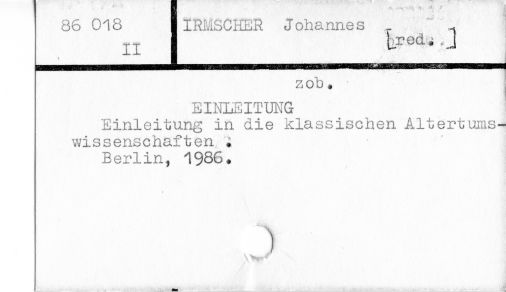 86 018 IRMSCHER Johannes
II [red.]
zob.
EINLEITUNG
Einleitung in die klassischen Altertums-
wissenschaften :
Berlin, 1986.